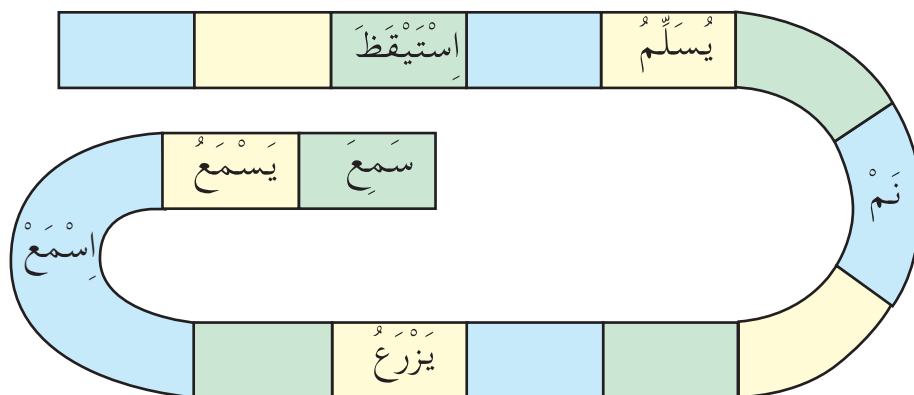 اِسْتَيْقَظَ يُسَلِّمُ
يَسْمَعُ سَمِعَ
نَمْ
اِسْمَعْ
يَزْرَعُ